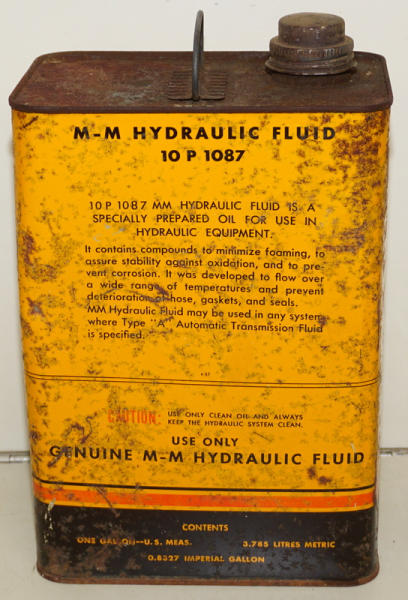 M-M HYDRAULIC FLUID
10 P 1087
10 P 1087 MM HYDRAULIC FLUID IS A
SPECIALLY PREPARED OIL FOR USE IN
HYDRAULIC EQUIPMENT.
It contains compounds to minimize foaming, to
assure stability against oxidation, and to pre-
vent corrosion. It was developed to flow over
a wide range of temperatures and prevent
deterioration of hose, gaskets, and seals.
MM Hydraulic Fluid may be used in any system
where Type "A" Automatic Transmission Fluid
is specified.
CAUTION: USE ONLY CLEAN OIL AND ALWAYS
KEEP THE HYDRAULIC SYSTEM CLEAN.
USE ONLY
GENUINE M-M HYDRAULIC FLUID
CONTENTS
ONE GALLON—U.S. MEAS. 3.785 LITRES METRIC
0.8327 IMPERIAL GALLON